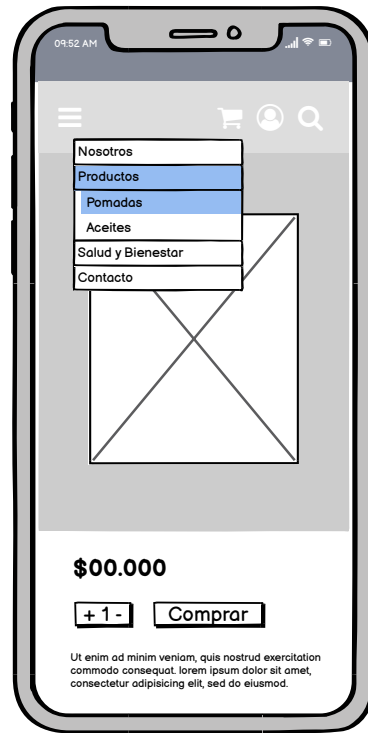 09:52 AM
Nosotros
Productos
Pomadas
Aceites
Salud y Bienestar
Contacto
$00.000
+ 1 -
Comprar
Ut enim ad minim veniam, quis nostrud exercitation
commodo consequat. lorem ipsum dolor sit amet,
consectetur adipisicing elit, sed do eiusmod.